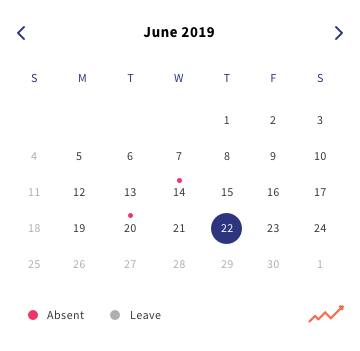 June 2019
S M T W T F S
1 2 3
4 5 6 7 8 9 10
11 12 13 14 15 16 17
18 19 20 21 22 23 24
25 26 27 28 29 30 1
Absent Leave